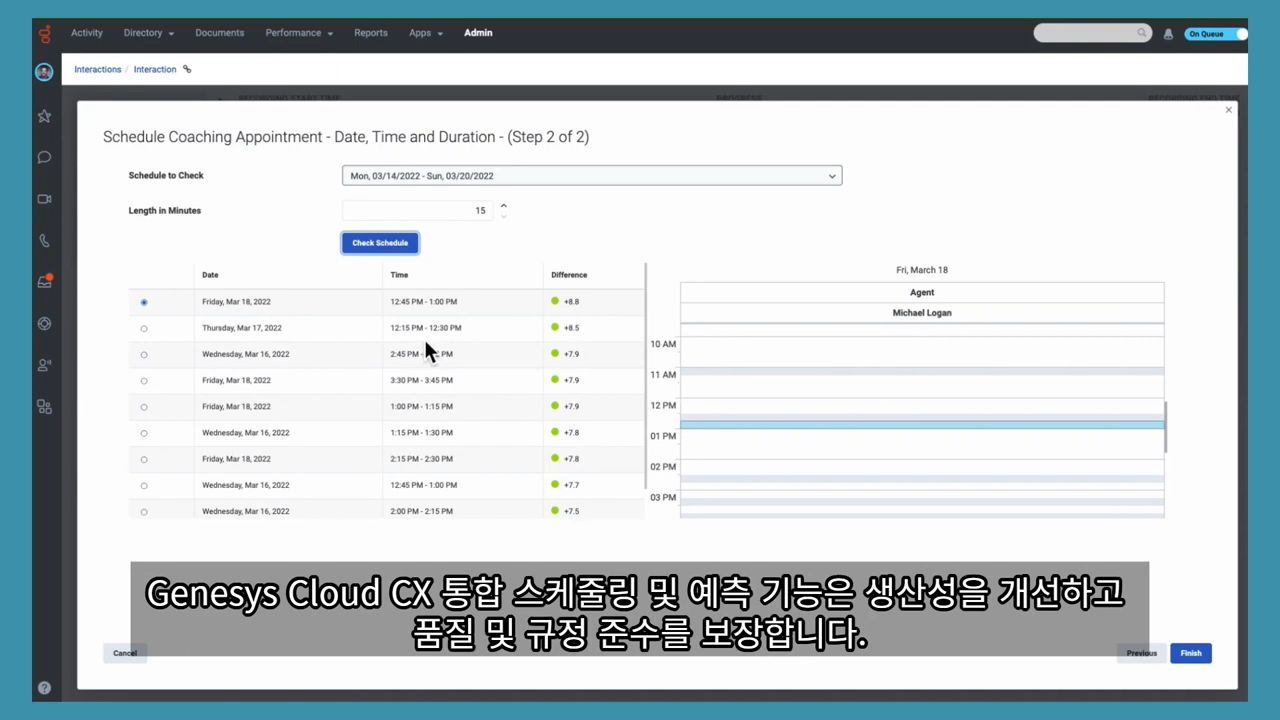 Activity Directory Documents Performance Reports Apps Admin On Queue
Interactions / Interaction
RECORDING START TIME PROGRESS RECORDING END TIME
Schedule Coaching Appointment - Date, Time and Duration - (Step 2 of 2)
Schedule to Check Mon, 03/14/2022 - Sun, 03/20/2022
Length in Minutes 15
Check Schedule
Date Time Difference
Friday, Mar 18, 2022 12:45 PM - 1:00 PM +8.8
Thursday, Mar 17, 2022 12:15 PM - 12:30 PM +8.5
Wednesday, Mar 16, 2022 2:45 PM - PM +7.9
Friday, Mar 18, 2022 3:30 PM - 3:45 PM +7.9
Friday, Mar 18, 2022 1:00 PM - 1:15 PM +7.9
Wednesday, Mar 16, 2022 1:15 PM - 1:30 PM +7.8
Friday, Mar 18, 2022 2:15 PM - 2:30 PM +7.8
Wednesday, Mar 16, 2022 12:45 PM - 1:00 PM +7.7
Wednesday, Mar 16, 2022 2:00 PM - 2:15 PM +7.5
Fri, March 18
Agent
Michael Logan
10 AM
11 AM
12 PM
01 PM
02 PM
03 PM
Genesys Cloud CX 통합 스케줄링 및 예측 기능은 생산성을 개선하고
품질 및 규정 준수를 보장합니다.
Cancel Previous Finish